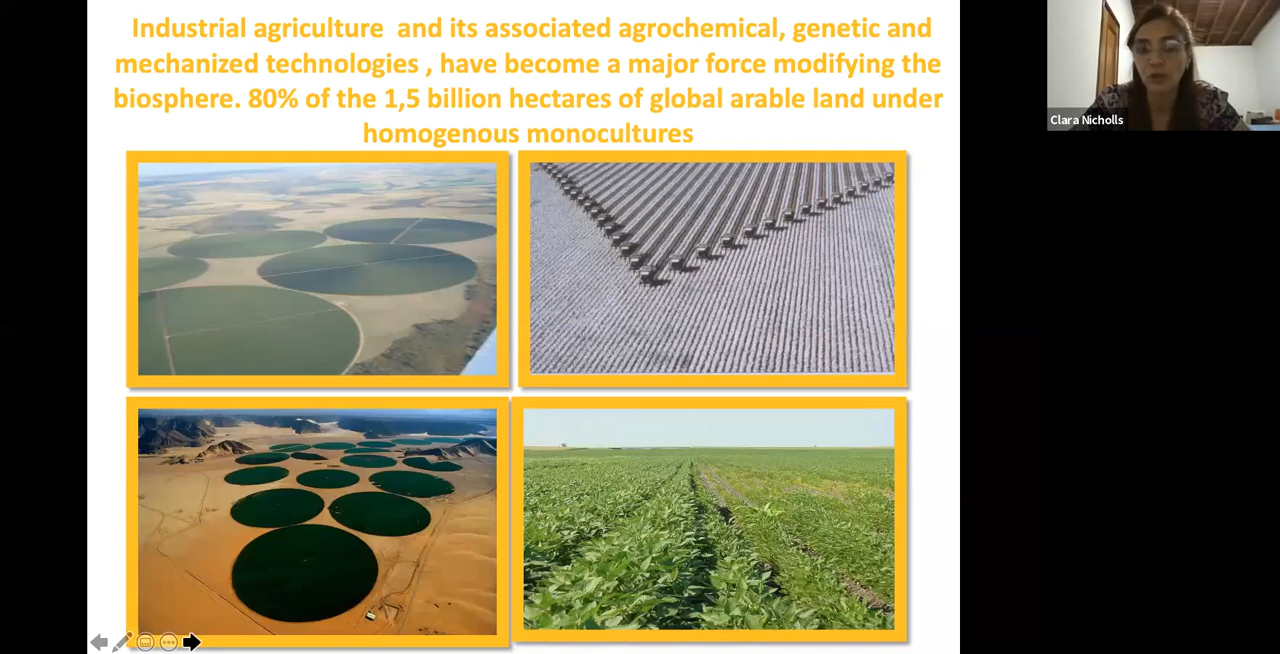 Industrial agriculture  and its associated agrochemical, genetic and
mechanized technologies , have become a major force modifying the
biosphere. 80% of the 1,5 billion hectares of global arable land under
homogenous monocultures
Clara Nicholls